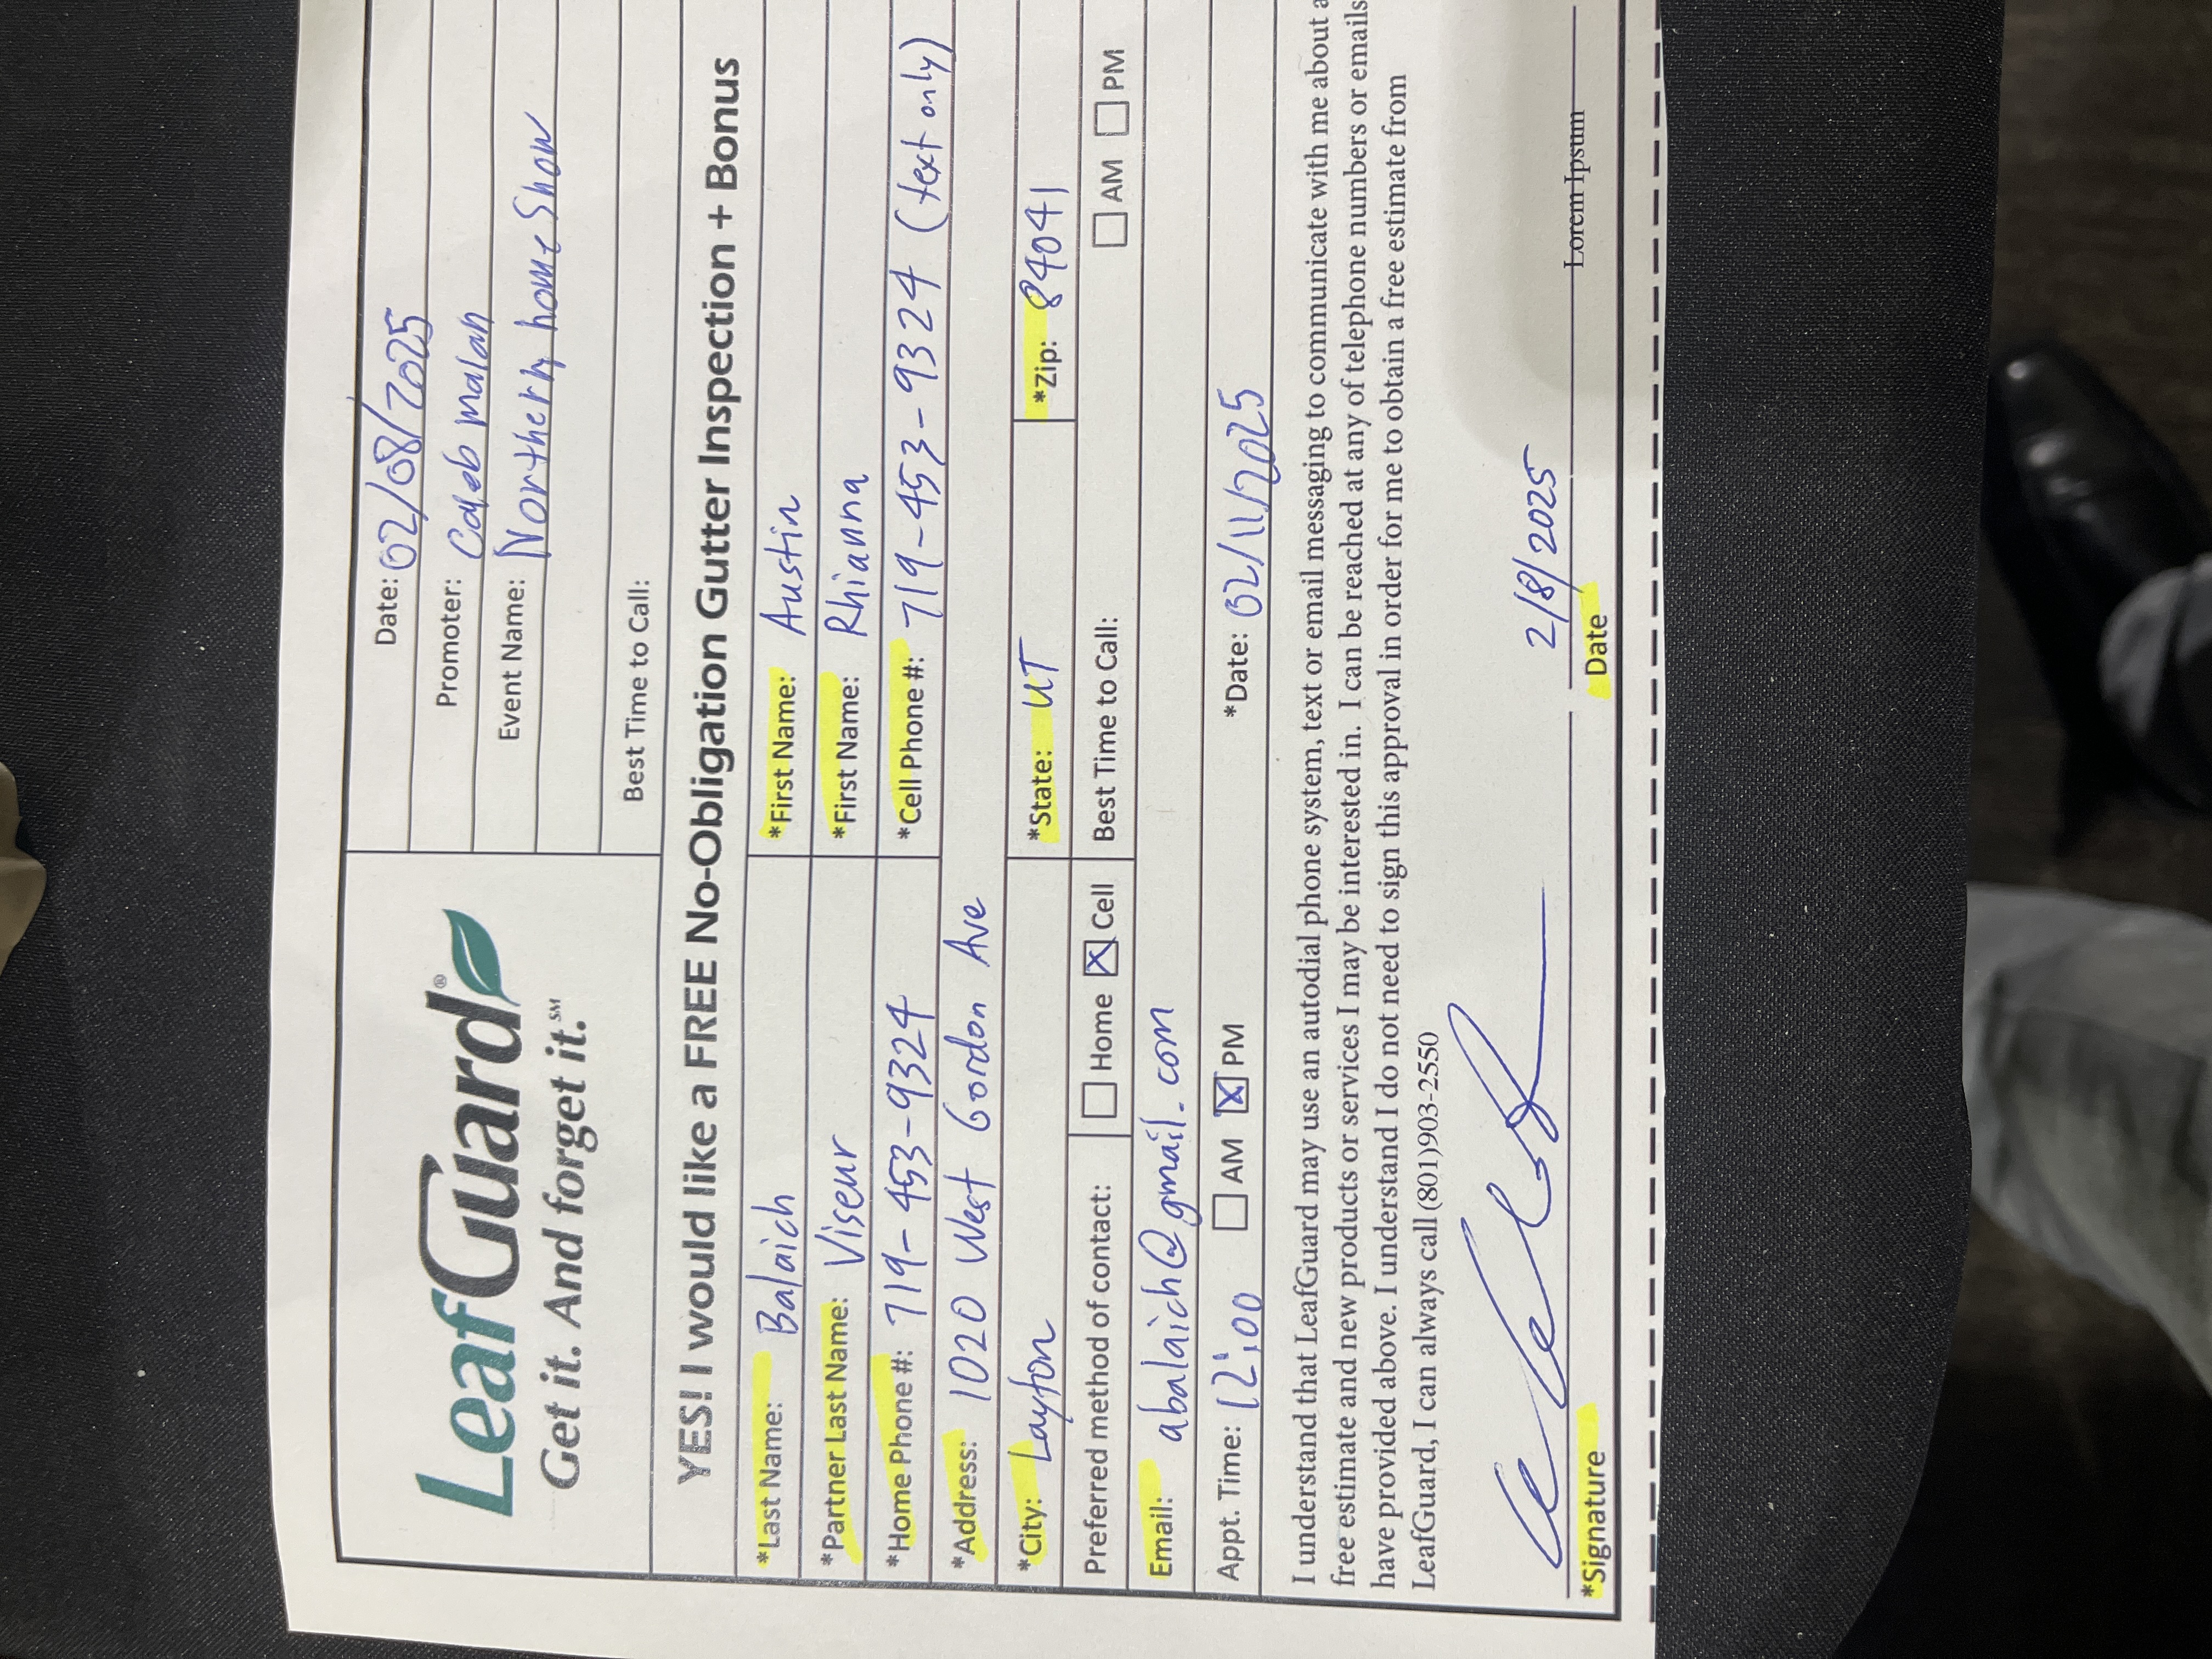 LeafGuard®
Get it. And forget it.℠
Date: 02/08/2025
Promoter: Caleb Malan
Event Name: Northern home Show
Best Time to Call:
YES! I would like a FREE No-Obligation Gutter Inspection + Bonus
*Last Name: Balaich *First Name: Austin
*Partner Last Name: Viseur *First Name: Rhianna
*Home Phone #: 719-453-9324 *Cell Phone #: 719-453-9324 (text only)
*Address: 1020 West Gordon Ave
*City: Layton *State: UT *Zip: 84041
Preferred method of contact: ☐ Home ☒ Cell Best Time to Call: ☐ AM ☐ PM
Email: abalaich@gmail.com
Appt. Time: 12:00 ☐ AM ☒ PM *Date: 02/11/2025
I understand that LeafGuard may use an autodial phone system, text or email messaging to communicate with me about a
free estimate and new products or services I may be interested in. I can be reached at any of telephone numbers or emails
have provided above. I understand I do not need to sign this approval in order for me to obtain a free estimate from
LeafGuard, I can always call (801)903-2550
2/8/2025
Lorem Ipsum
*Signature Date